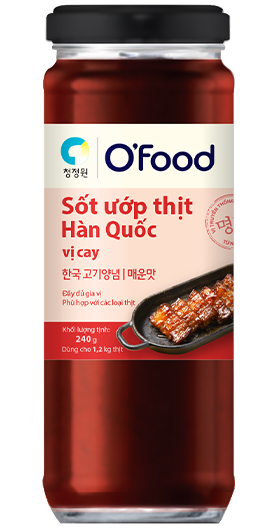 청정원
O'Food
Sốt ướp thịt
Hàn Quốc
vị cay
한국 고기양념 | 매운맛
Đầy đủ gia vị
Phù hợp với các loại thịt
Khối lượng tịnh:
240 g
Dùng cho 1,2 kg thịt